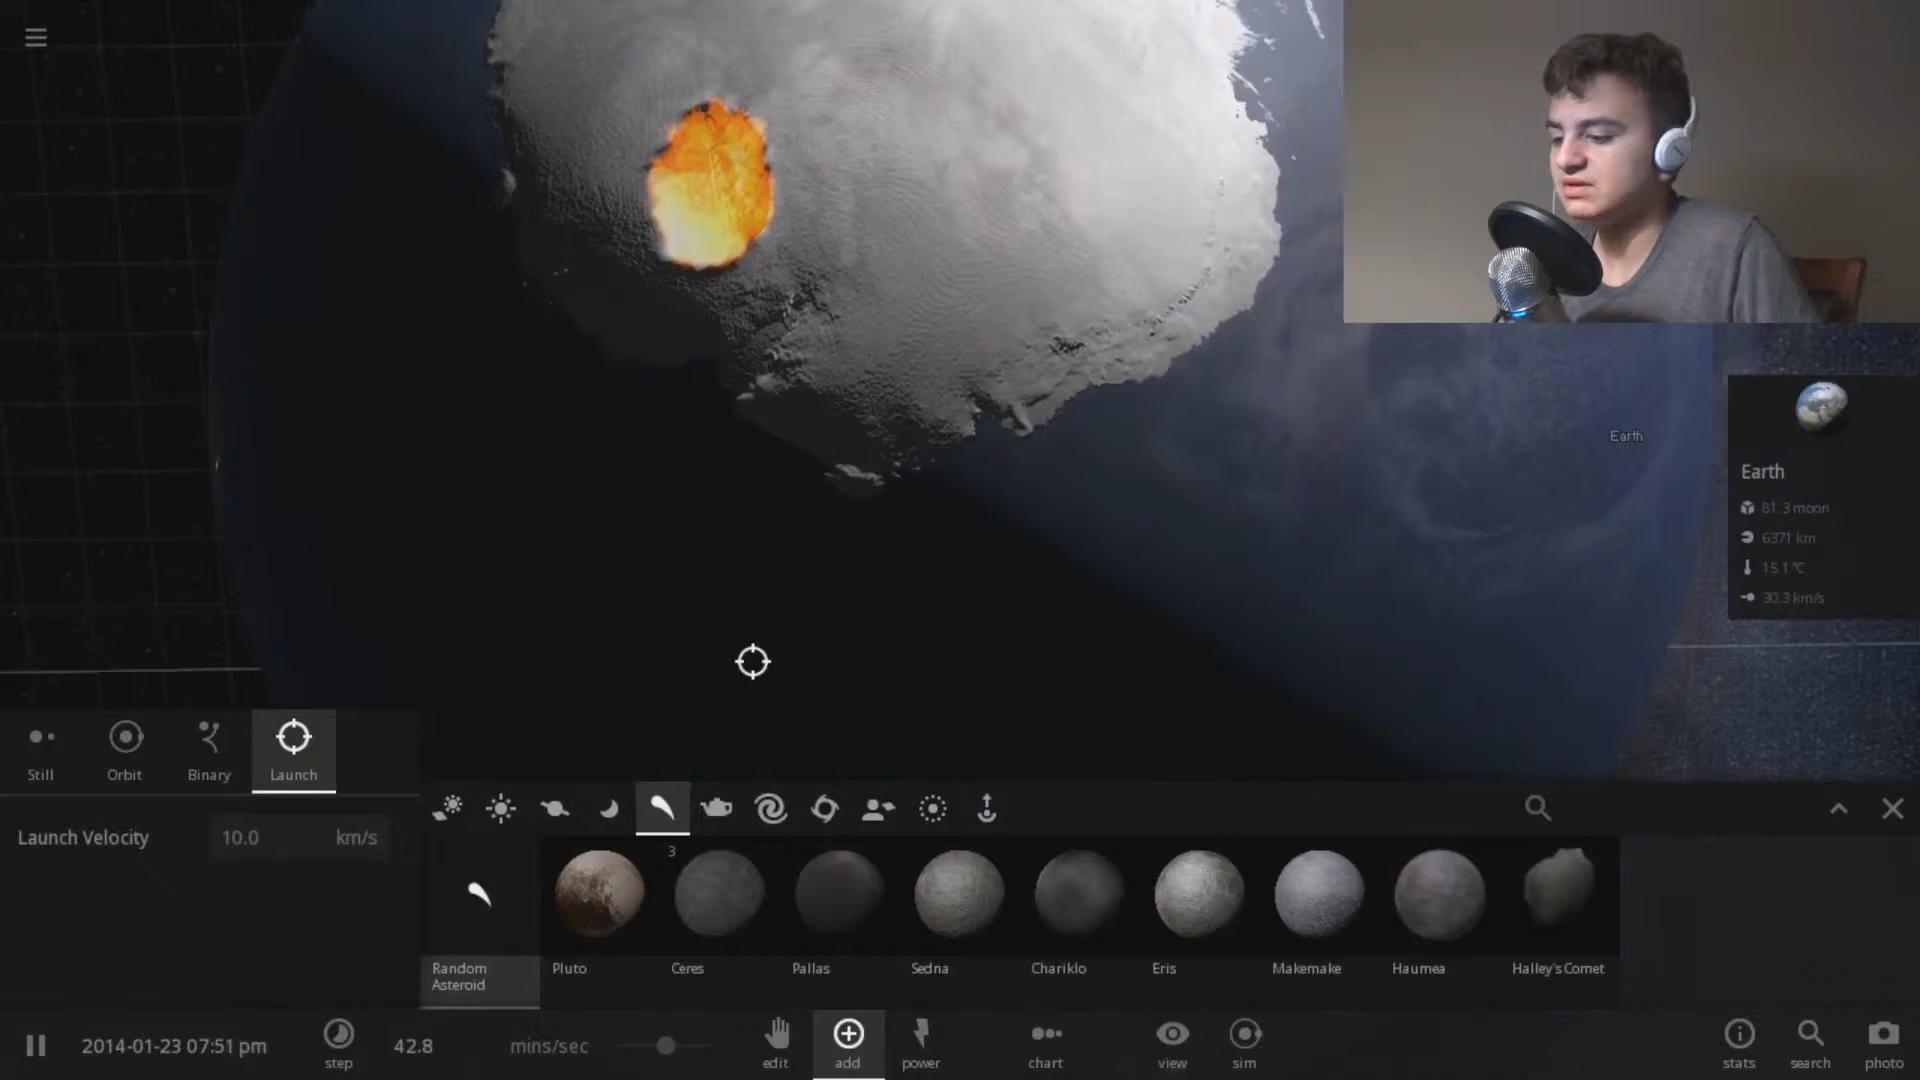 Earth
Earth
81.3 moon
6371 km
15.1 °C
30.3 km/s
Still
Orbit
Binary
Launch
Launch Velocity
10.0
km/s
3
Random
Asteroid
Pluto
Ceres
Pallas
Sedna
Chariklo
Eris
Makemake
Haumea
Halley's Comet
2014-01-23 07:51 pm
step
42.8
mins/sec
edit
add
power
chart
view
sim
stats
search
photo